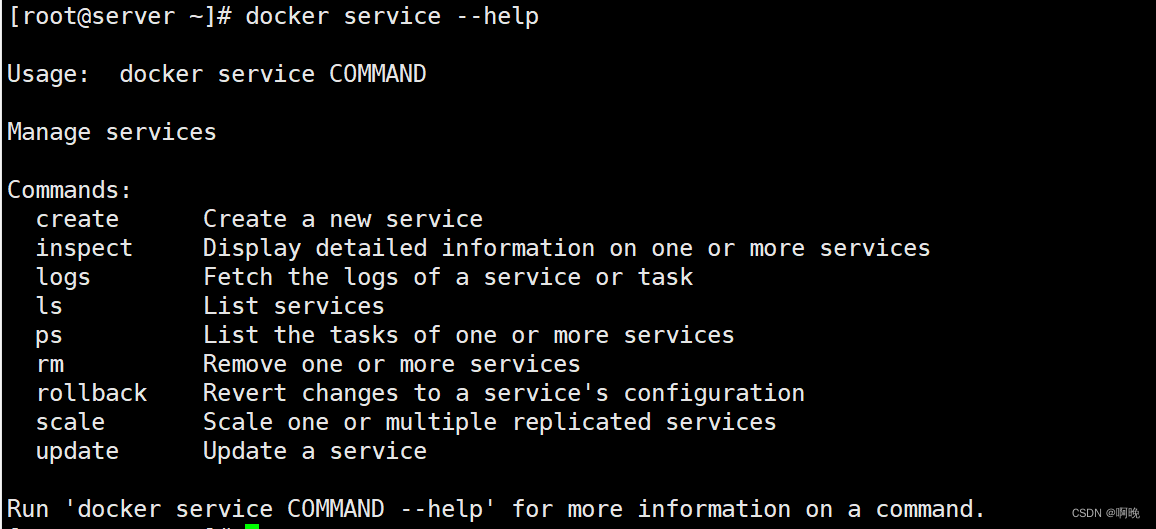 [root@server ~]# docker service --help
Usage:  docker service COMMAND
Manage services
Commands:
  create      Create a new service
  inspect     Display detailed information on one or more services
  logs        Fetch the logs of a service or task
  ls          List services
  ps          List the tasks of one or more services
  rm          Remove one or more services
  rollback    Revert changes to a service's configuration
  scale       Scale one or multiple replicated services
  update      Update a service
Run 'docker service COMMAND --help' for more information on a command.
CSDN @啊晚